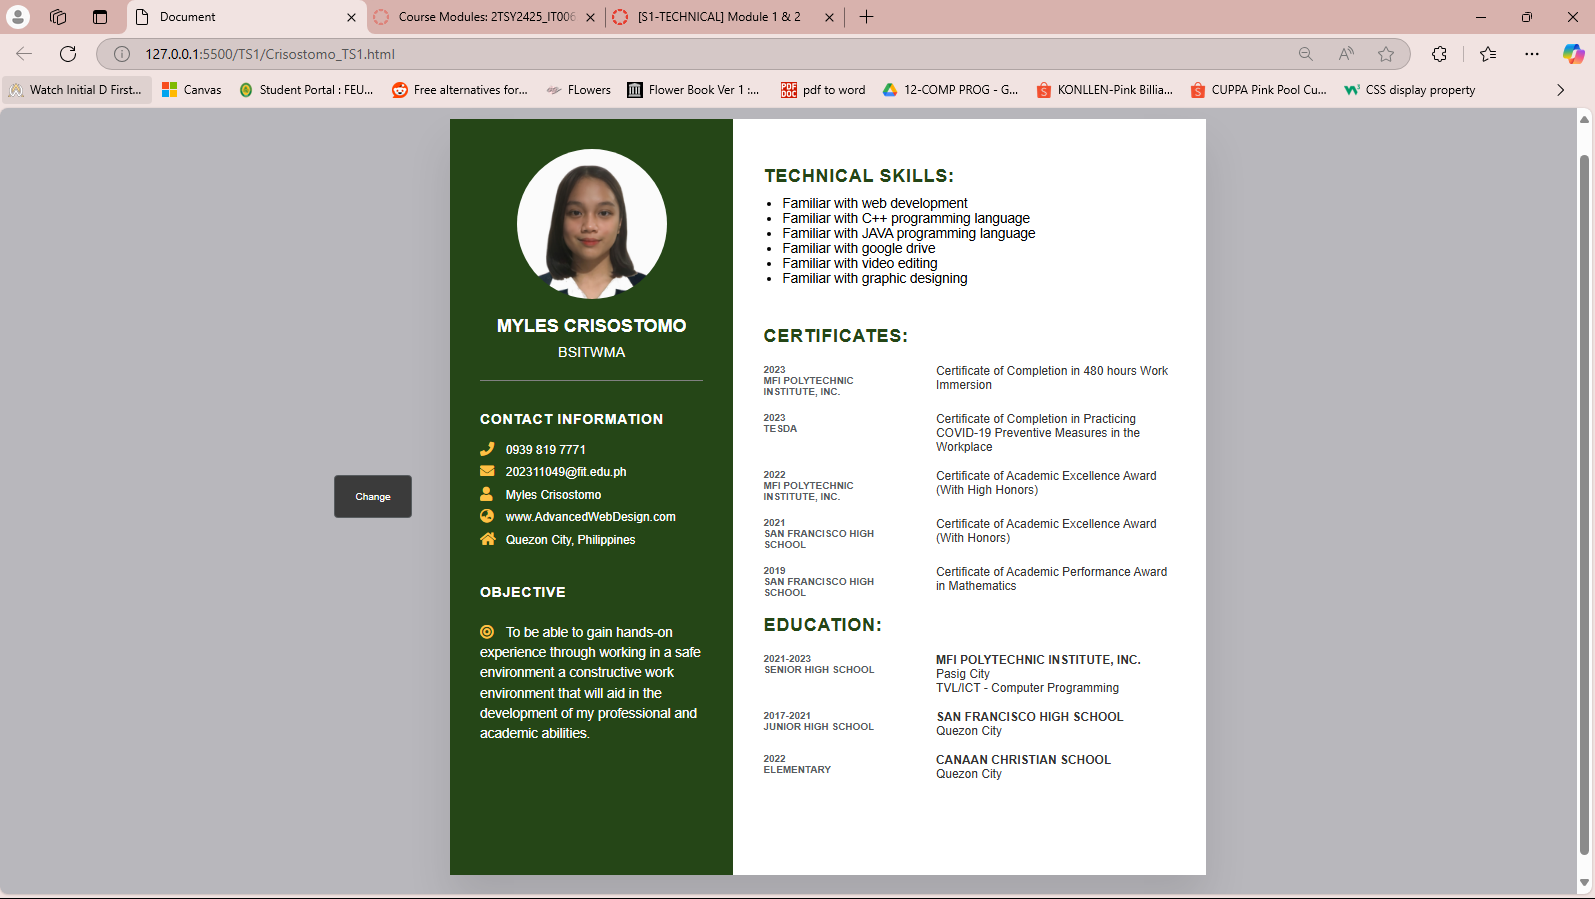 Document
Course Modules: 2TSY2425_IT006
[S1-TECHNICAL] Module 1 & 2
127.0.0.1:5500/TS1/Crisostomo_TS1.html
Watch Initial D First...
Canvas
Student Portal : FEU...
Free alternatives for...
FLowers
Flower Book Ver 1 :...
pdf to word
12-COMP PROG - G...
KONLLEN-Pink Billia...
CUPPA Pink Pool Cu...
CSS display property
MYLES CRISOSTOMO
BSITWMA
CONTACT INFORMATION
0939 819 7771
202311049@fit.edu.ph
Myles Crisostomo
www.AdvancedWebDesign.com
Quezon City, Philippines
OBJECTIVE
To be able to gain hands-on
experience through working in a safe
environment a constructive work
environment that will aid in the
development of my professional and
academic abilities.
Change
TECHNICAL SKILLS:
• Familiar with web development
• Familiar with C++ programming language
• Familiar with JAVA programming language
• Familiar with google drive
• Familiar with video editing
• Familiar with graphic designing
CERTIFICATES:
2023
MFI POLYTECHNIC
INSTITUTE, INC.
Certificate of Completion in 480 hours Work
Immersion
2023
TESDA
Certificate of Completion in Practicing
COVID-19 Preventive Measures in the
Workplace
2022
MFI POLYTECHNIC
INSTITUTE, INC.
Certificate of Academic Excellence Award
(With High Honors)
2021
SAN FRANCISCO HIGH
SCHOOL
Certificate of Academic Excellence Award
(With Honors)
2019
SAN FRANCISCO HIGH
SCHOOL
Certificate of Academic Performance Award
in Mathematics
EDUCATION:
2021-2023
SENIOR HIGH SCHOOL
MFI POLYTECHNIC INSTITUTE, INC.
Pasig City
TVL/ICT - Computer Programming
2017-2021
JUNIOR HIGH SCHOOL
SAN FRANCISCO HIGH SCHOOL
Quezon City
2022
ELEMENTARY
CANAAN CHRISTIAN SCHOOL
Quezon City